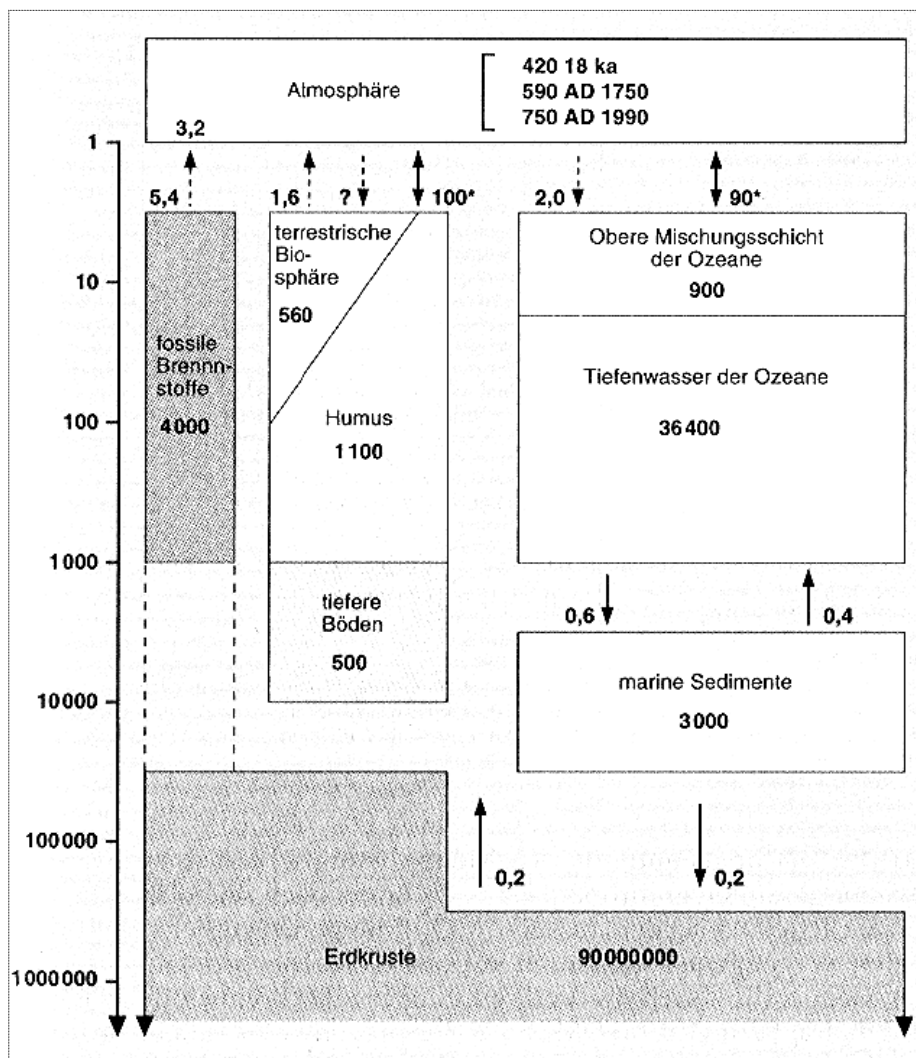 Atmosphäre
420 18 ka
590 AD 1750
750 AD 1990
3,2
1
5,4
1,6
?
100*
2,0
90*
terrestrische
Bio-
sphäre
560
Obere Mischungsschicht
der Ozeane
900
10
fossile
Brennn-
stoffe
4000
Tiefenwasser der Ozeane
36400
100
Humus
1100
1000
tiefere
Böden
500
0,6
0,4
marine Sedimente
3000
10000
100000
0,2
0,2
Erdkruste
90000000
1000000